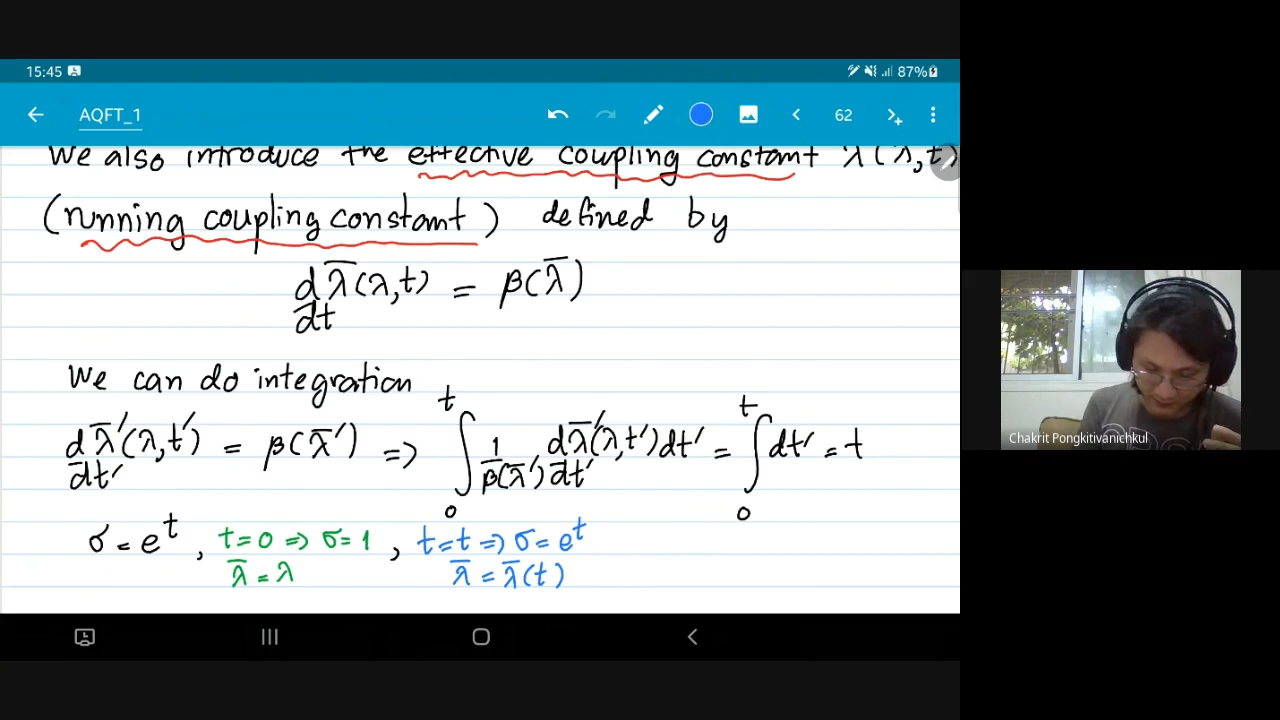 15:45 87%
AQFT_1 62
We also introduce the effective coupling constant λ̄(λ,t)
(running coupling constant) defined by
d/dt λ̄(λ,t) = β(λ̄)
We can do integration
dλ̄′(λ,t′)/dt′ = β(λ̄′) => ∫₀ᵗ 1/β(λ̄′) dλ̄′(λ,t′)/dt′ dt′ = ∫₀ᵗ dt′ = t
σ = eᵗ, t=0 => σ=1, t=t => σ=eᵗ
λ̄ = λ λ̄ = λ̄(t)
Chakrit Pongkitivanichkul